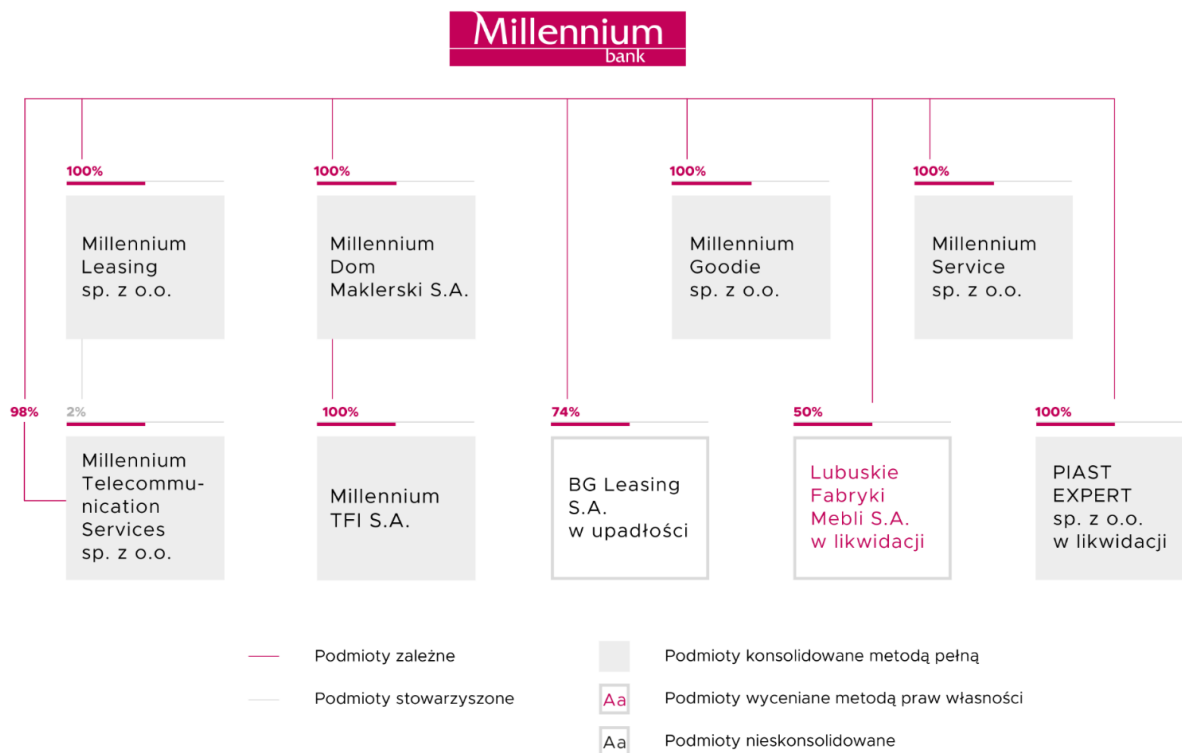 Millennium
bank
100%
100%
100%
100%
Millennium
Leasing
sp. z o.o.
Millennium
Dom
Maklerski S.A.
Millennium
Goodie
sp. z o.o.
Millennium
Service
sp. z o.o.
98%
2%
100%
74%
50%
100%
Millennium
Telecommu-
nication
Services
sp. z o.o.
Millennium
TFI S.A.
BG Leasing
S.A.
w upadłości
Lubuskie
Fabryki
Mebli S.A.
w likwidacji
PIAST
EXPERT
sp. z o.o.
w likwidacji
Podmioty zależne
Podmioty stowarzyszone
Podmioty konsolidowane metodą pełną
Aa Podmioty wyceniane metodą praw własności
Aa Podmioty nieskonsolidowane